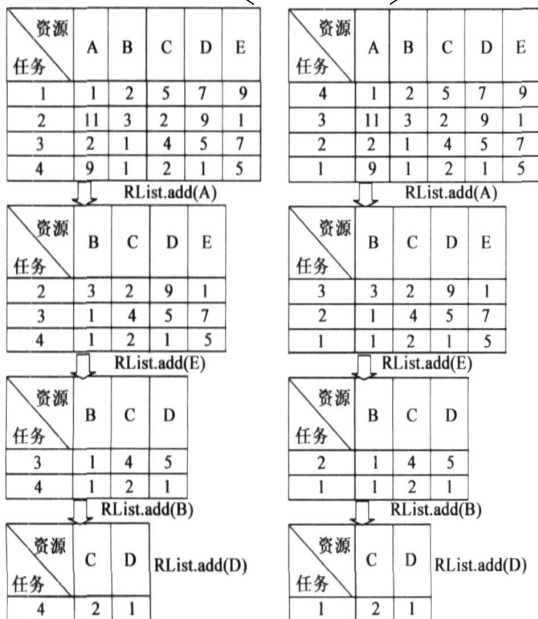 资源 A B C D E
任务
1 1 2 5 7 9
2 11 3 2 9 1
3 2 1 4 5 7
4 9 1 2 1 5
RList.add(A)
资源 B C D E
任务
2 3 2 9 1
3 1 4 5 7
4 1 2 1 5
RList.add(E)
资源 B C D
任务
3 1 4 5
4 1 2 1
RList.add(B)
资源 C D RList.add(D)
任务
4 2 1
资源 A B C D E
任务
4 1 2 5 7 9
3 11 3 2 9 1
2 2 1 4 5 7
1 9 1 2 1 5
RList.add(A)
资源 B C D E
任务
3 3 2 9 1
2 1 4 5 7
1 1 2 1 5
RList.add(E)
资源 B C D
任务
2 1 4 5
1 1 2 1
RList.add(B)
资源 C D RList.add(D)
任务
1 2 1